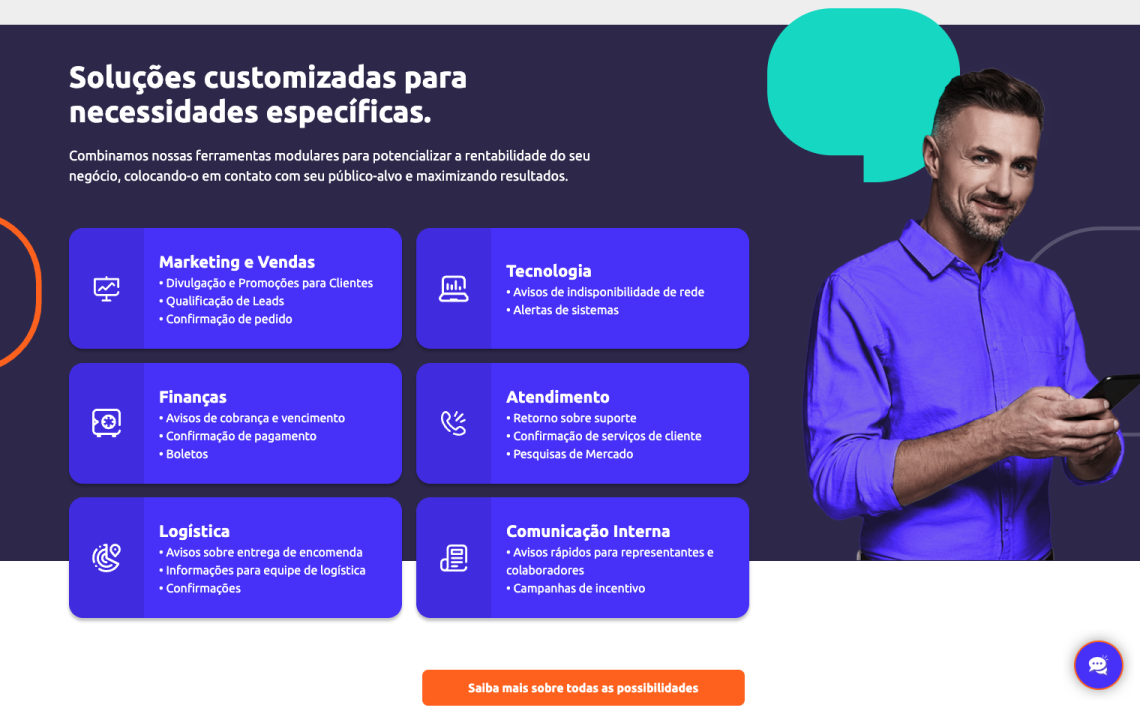 Soluções customizadas para
necessidades específicas.
Combinamos nossas ferramentas modulares para potencializar a rentabilidade do seu
negócio, colocando-o em contato com seu público-alvo e maximizando resultados.
Marketing e Vendas
• Divulgação e Promoções para Clientes
• Qualificação de Leads
• Confirmação de pedido
Tecnologia
• Avisos de indisponibilidade de rede
• Alertas de sistemas
Finanças
• Avisos de cobrança e vencimento
• Confirmação de pagamento
• Boletos
Atendimento
• Retorno sobre suporte
• Confirmação de serviços de cliente
• Pesquisas de Mercado
Logística
• Avisos sobre entrega de encomenda
• Informações para equipe de logística
• Confirmações
Comunicação Interna
• Avisos rápidos para representantes e
colaboradores
• Campanhas de incentivo
Saiba mais sobre todas as possibilidades